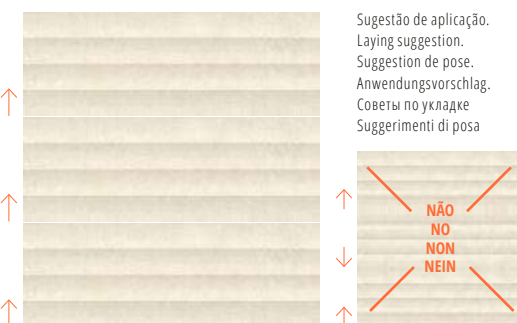 Sugestão de aplicação.
Laying suggestion.
Suggestion de pose.
Anwendungsvorschlag.
Советы по укладке
Suggerimenti di posa
NÃO
NO
NON
NEIN